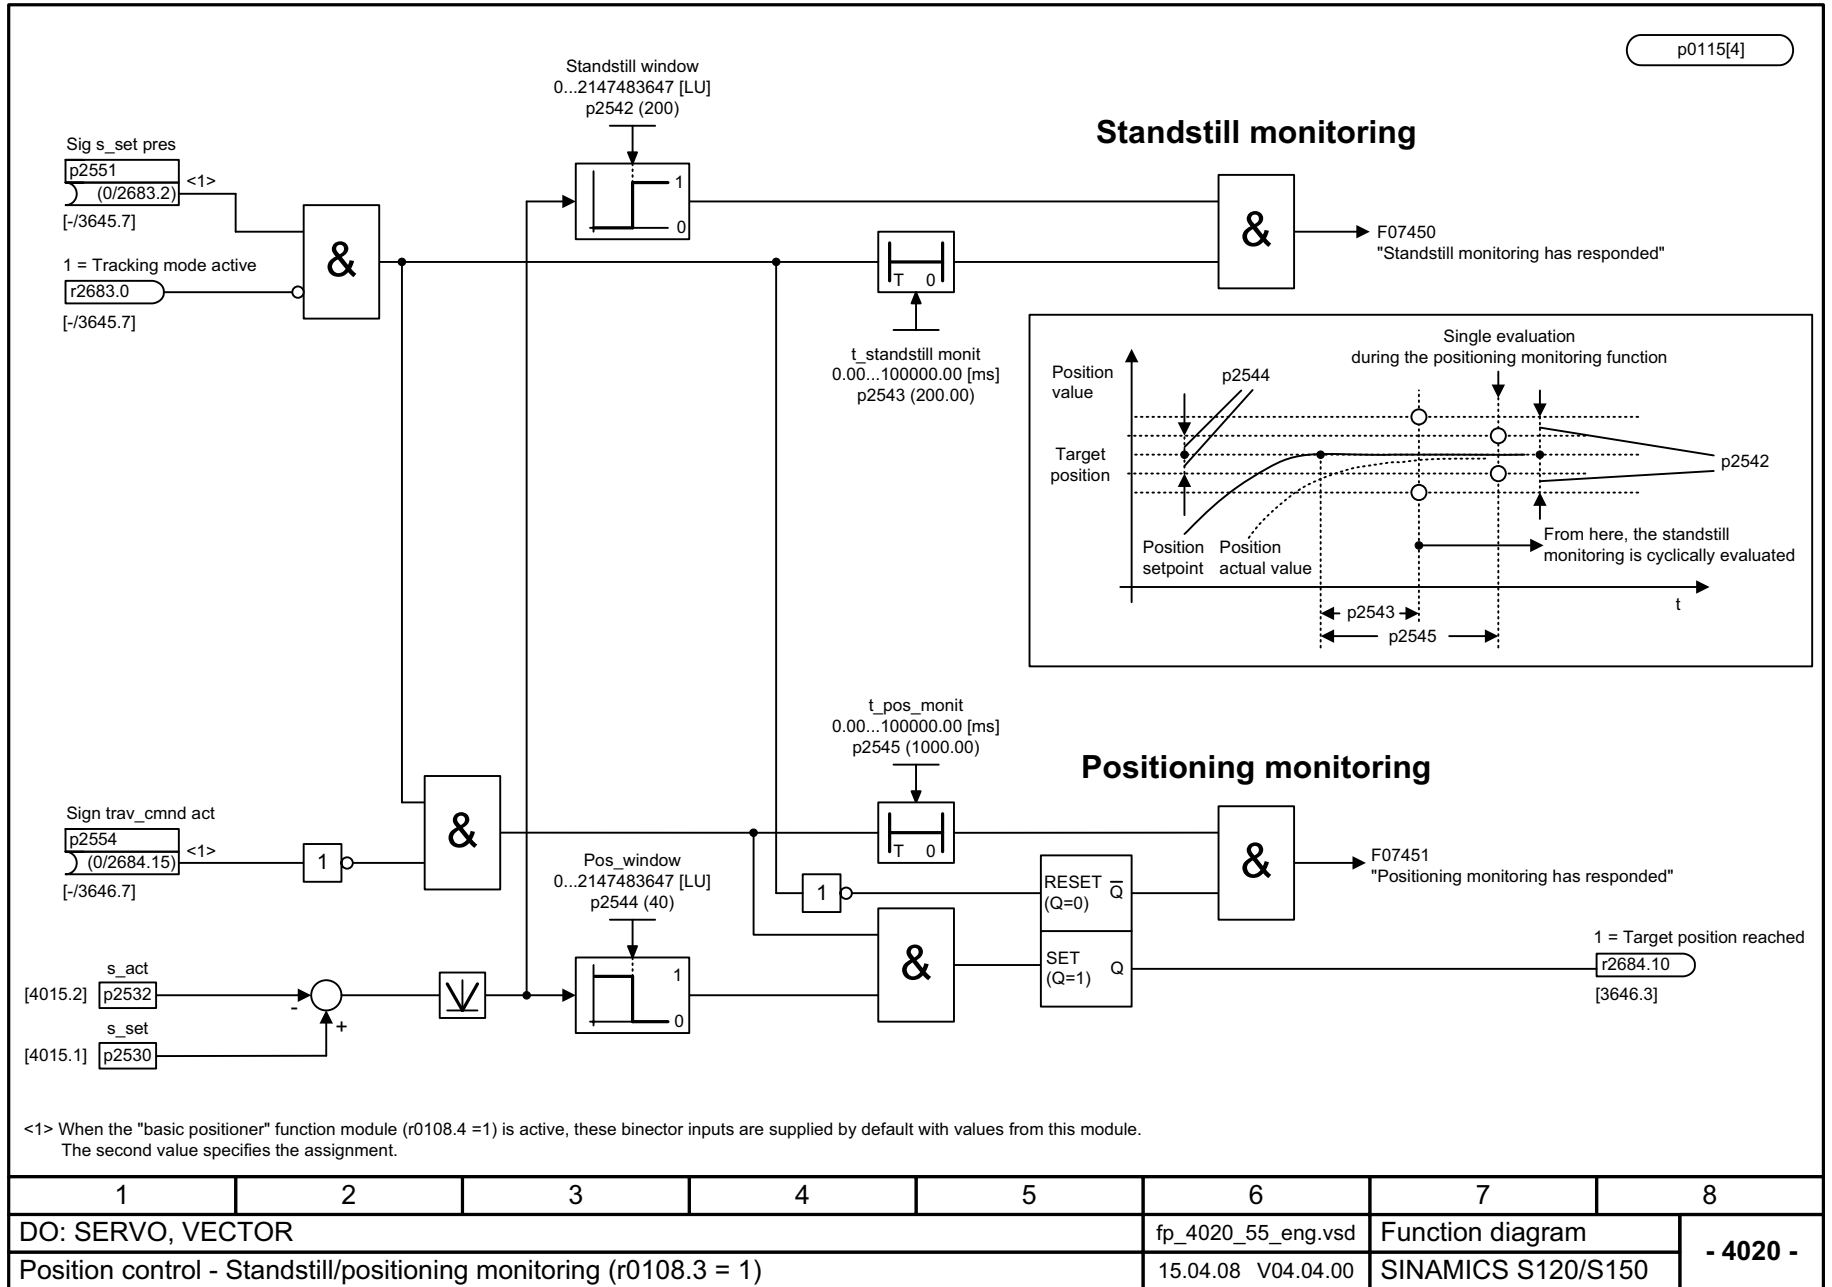 p0115[4]
Standstill window
0...2147483647 [LU]
p2542 (200)
Standstill monitoring
Sig s_set pres
p2551
(0/2683.2)
<1>
[-/3645.7]
1 = Tracking mode active
r2683.0
[-/3645.7]
&
1
0
T 0
t_standstill monit
0.00...100000.00 [ms]
p2543 (200.00)
&
F07450
"Standstill monitoring has responded"
Single evaluation
during the positioning monitoring function
Position
value
p2544
Target
position
p2542
Position
setpoint
Position
actual value
From here, the standstill
monitoring is cyclically evaluated
t
p2543
p2545
t_pos_monit
0.00...100000.00 [ms]
p2545 (1000.00)
Positioning monitoring
Sign trav_cmnd act
p2554
(0/2684.15)
<1>
[-/3646.7]
1
&
T 0
&
F07451
"Positioning monitoring has responded"
Pos_window
0...2147483647 [LU]
p2544 (40)
1
RESET Q
(Q=0)
SET Q
(Q=1)
&
1
0
1 = Target position reached
r2684.10
[3646.3]
s_act
[4015.2] p2532
-
+
s_set
[4015.1] p2530
<1> When the "basic positioner" function module (r0108.4 =1) is active, these binector inputs are supplied by default with values from this module.
The second value specifies the assignment.
1 2 3 4 5 6 7 8
DO: SERVO, VECTOR
fp_4020_55_eng.vsd
Function diagram
- 4020 -
Position control - Standstill/positioning monitoring (r0108.3 = 1)
15.04.08 V04.04.00
SINAMICS S120/S150